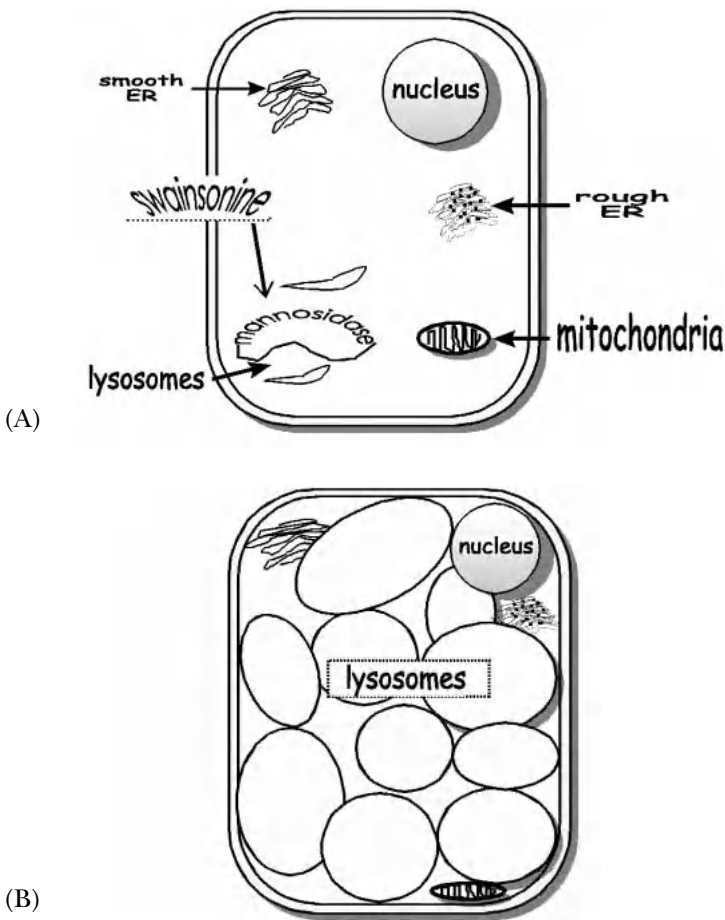 smooth
ER
nucleus
swainsonine
rough
ER
mannosidase
mitochondria
lysosomes
(A)
nucleus
lysosomes
(B)